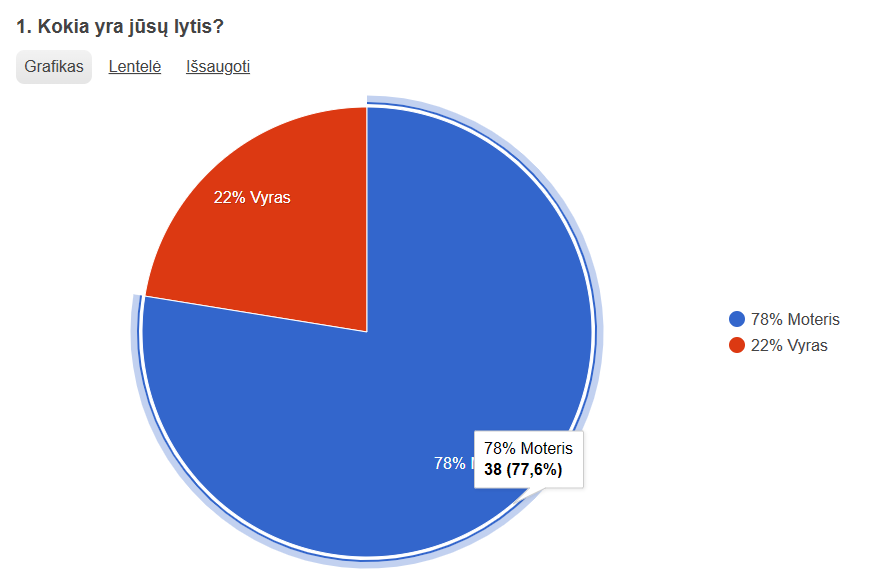 1. Kokia yra jūsų lytis?
Grafikas Lentelė Išsaugoti
22% Vyras
78% Moteris
22% Vyras
78%
78% Moteris
38 (77,6%)